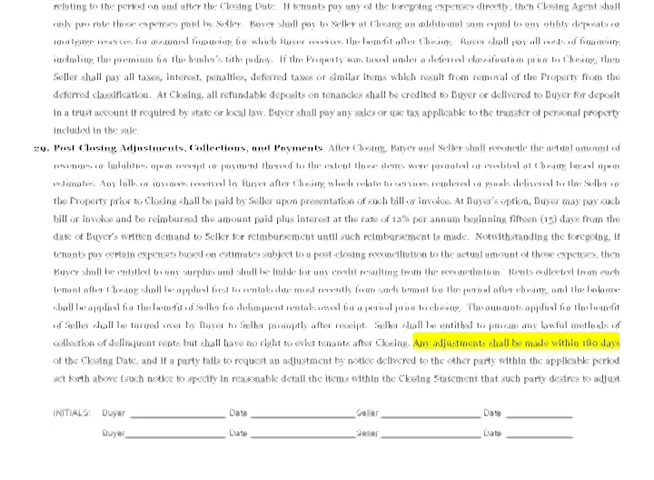 relating to the period on and after the Closing Date. If tenants pay any of the foregoing expenses directly, then Closing Agent shall
only pro rate those expenses paid by Seller. Buyer shall pay to Seller at Closing an additional sum equal to any utility deposits or
mortgage reserves for assumed financing for which Buyer receives the benefit after Closing. Buyer shall pay all costs of financing
including the premium for the lender's title policy. If the Property was taxed under a deferred classification prior to Closing, then
Seller shall pay all taxes, interest, penalties, deferred taxes or similar items which result from removal of the Property from the
deferred classification. At Closing, all refundable deposits on tenancies shall be credited to Buyer or delivered to Buyer for deposit
in a trust account if required by state or local law. Buyer shall pay any sales or use tax applicable to the transfer of personal property
included in the sale.
29. Post Closing Adjustments, Collections, and Payments. After Closing, Buyer and Seller shall reconcile the actual amount of
revenues or liabilities upon receipt or payment thereof to the extent those items were prorated or credited at Closing based upon
estimates. Any bills or invoices received by Buyer after Closing which relate to services rendered or goods delivered to the Seller or
the Property prior to Closing shall be paid by Seller upon presentation of such bill or invoice. At Buyer's option, Buyer may pay such
bill or invoice and be reimbursed the amount paid plus interest at the rate of 12% per annum beginning fifteen (15) days from the
date of Buyer's written demand to Seller for reimbursement until such reimbursement is made. Notwithstanding the foregoing, if
tenants pay certain expenses based on estimates subject to a post-closing reconciliation to the actual amount of those expenses, then
Buyer shall be entitled to any surplus and shall be liable for any credit resulting from the reconciliation. Rents collected from each
tenant after Closing shall be applied first to rentals due most recently from such tenant for the period after closing, and the balance
shall be applied for the benefit of Seller for delinquent rentals owed for a period prior to closing. The amounts applied for the benefit
of Seller shall be turned over by Buyer to Seller promptly after receipt. Seller shall be entitled to pursue any lawful methods of
collection of delinquent rents but shall have no right to evict tenants after Closing. Any adjustments shall be made within 180 days
of the Closing Date, and if a party fails to request an adjustment by notice delivered to the other party within the applicable period
set forth above (such notice to specify in reasonable detail the items within the Closing Statement that such party desires to adjust
INITIALS: Buyer ____ Date ____ Seller ____ Date ____
Buyer ____ Date ____ Seller ____ Date ____